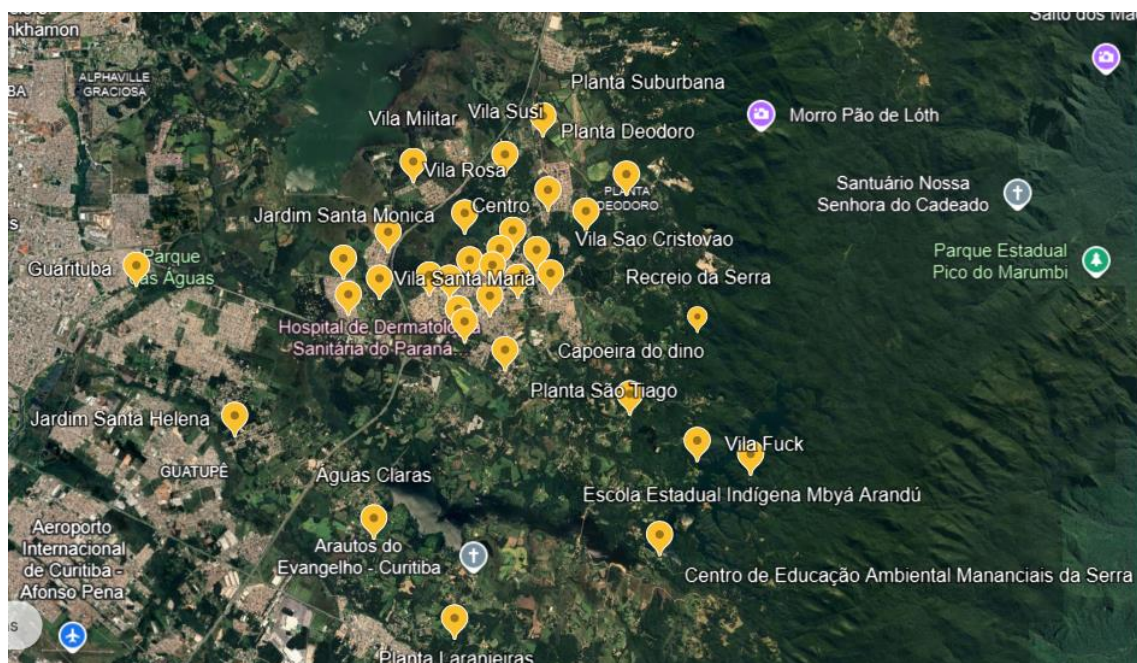 nkhamon
ALPHAVILLE
GRACIOSA
BA
Planta Suburbana
Vila Susi
Vila Militar
Planta Deodoro
Morro Pão de Lóth
Vila Rosa
PLANTA
DEODORO
Centro
Jardim Santa Monica
Santuário Nossa
Senhora do Cadeado
Vila Sao Cristovao
Parque Estadual
Pico do Marumbi
Guarituba
Parque
as Águas
Vila Santa Maria
Recreio da Serra
Hospital de Dermatologia
Sanitária do Paraná
Capoeira do dino
Planta São Tiago
Jardim Santa Helena
Vila Fuck
GUATUPÊ
Águas Claras
Escola Estadual Indígena Mbyá Arandú
Aeroporto
Internacional
de Curitiba -
Afonso Pena
Arautos do
Evangelho - Curitiba
Centro de Educação Ambiental Mananciais da Serra
Planta Laranjeiras